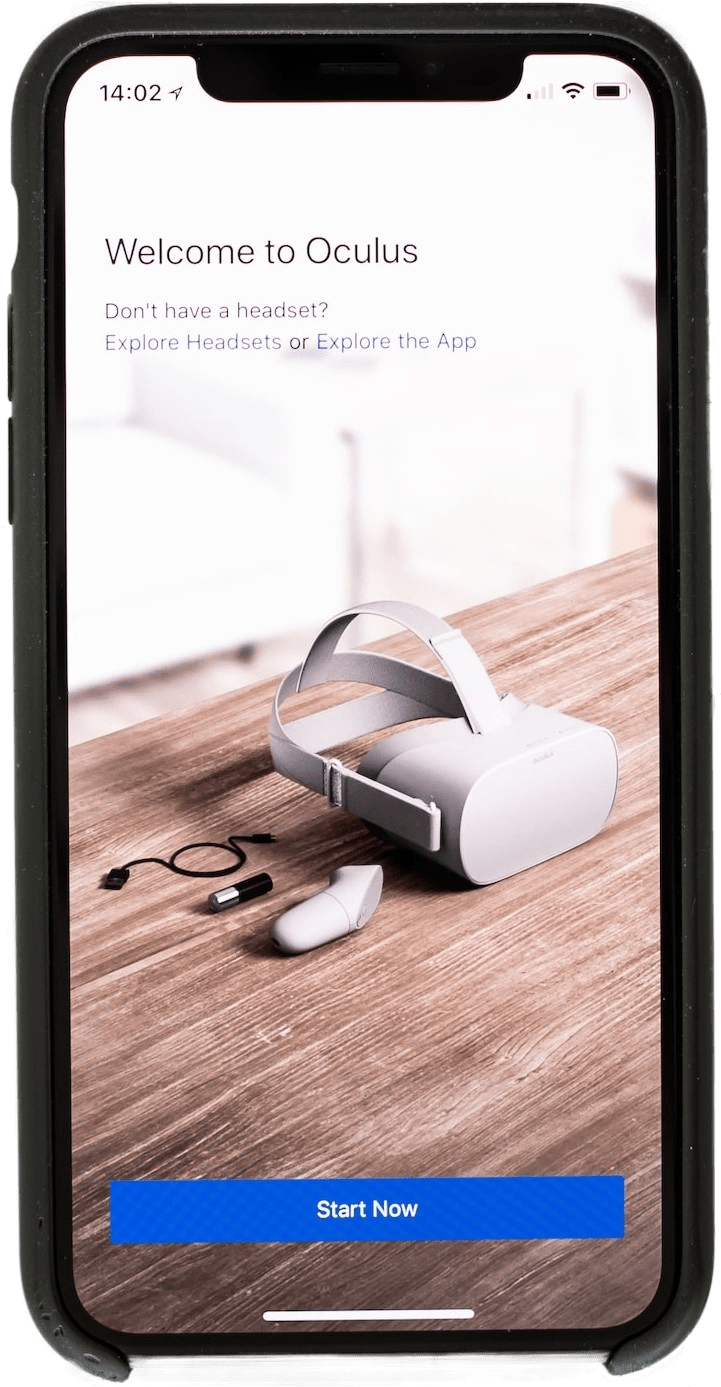 14:02
Welcome to Oculus
Don't have a headset?
Explore Headsets or Explore the App
oculus
Start Now